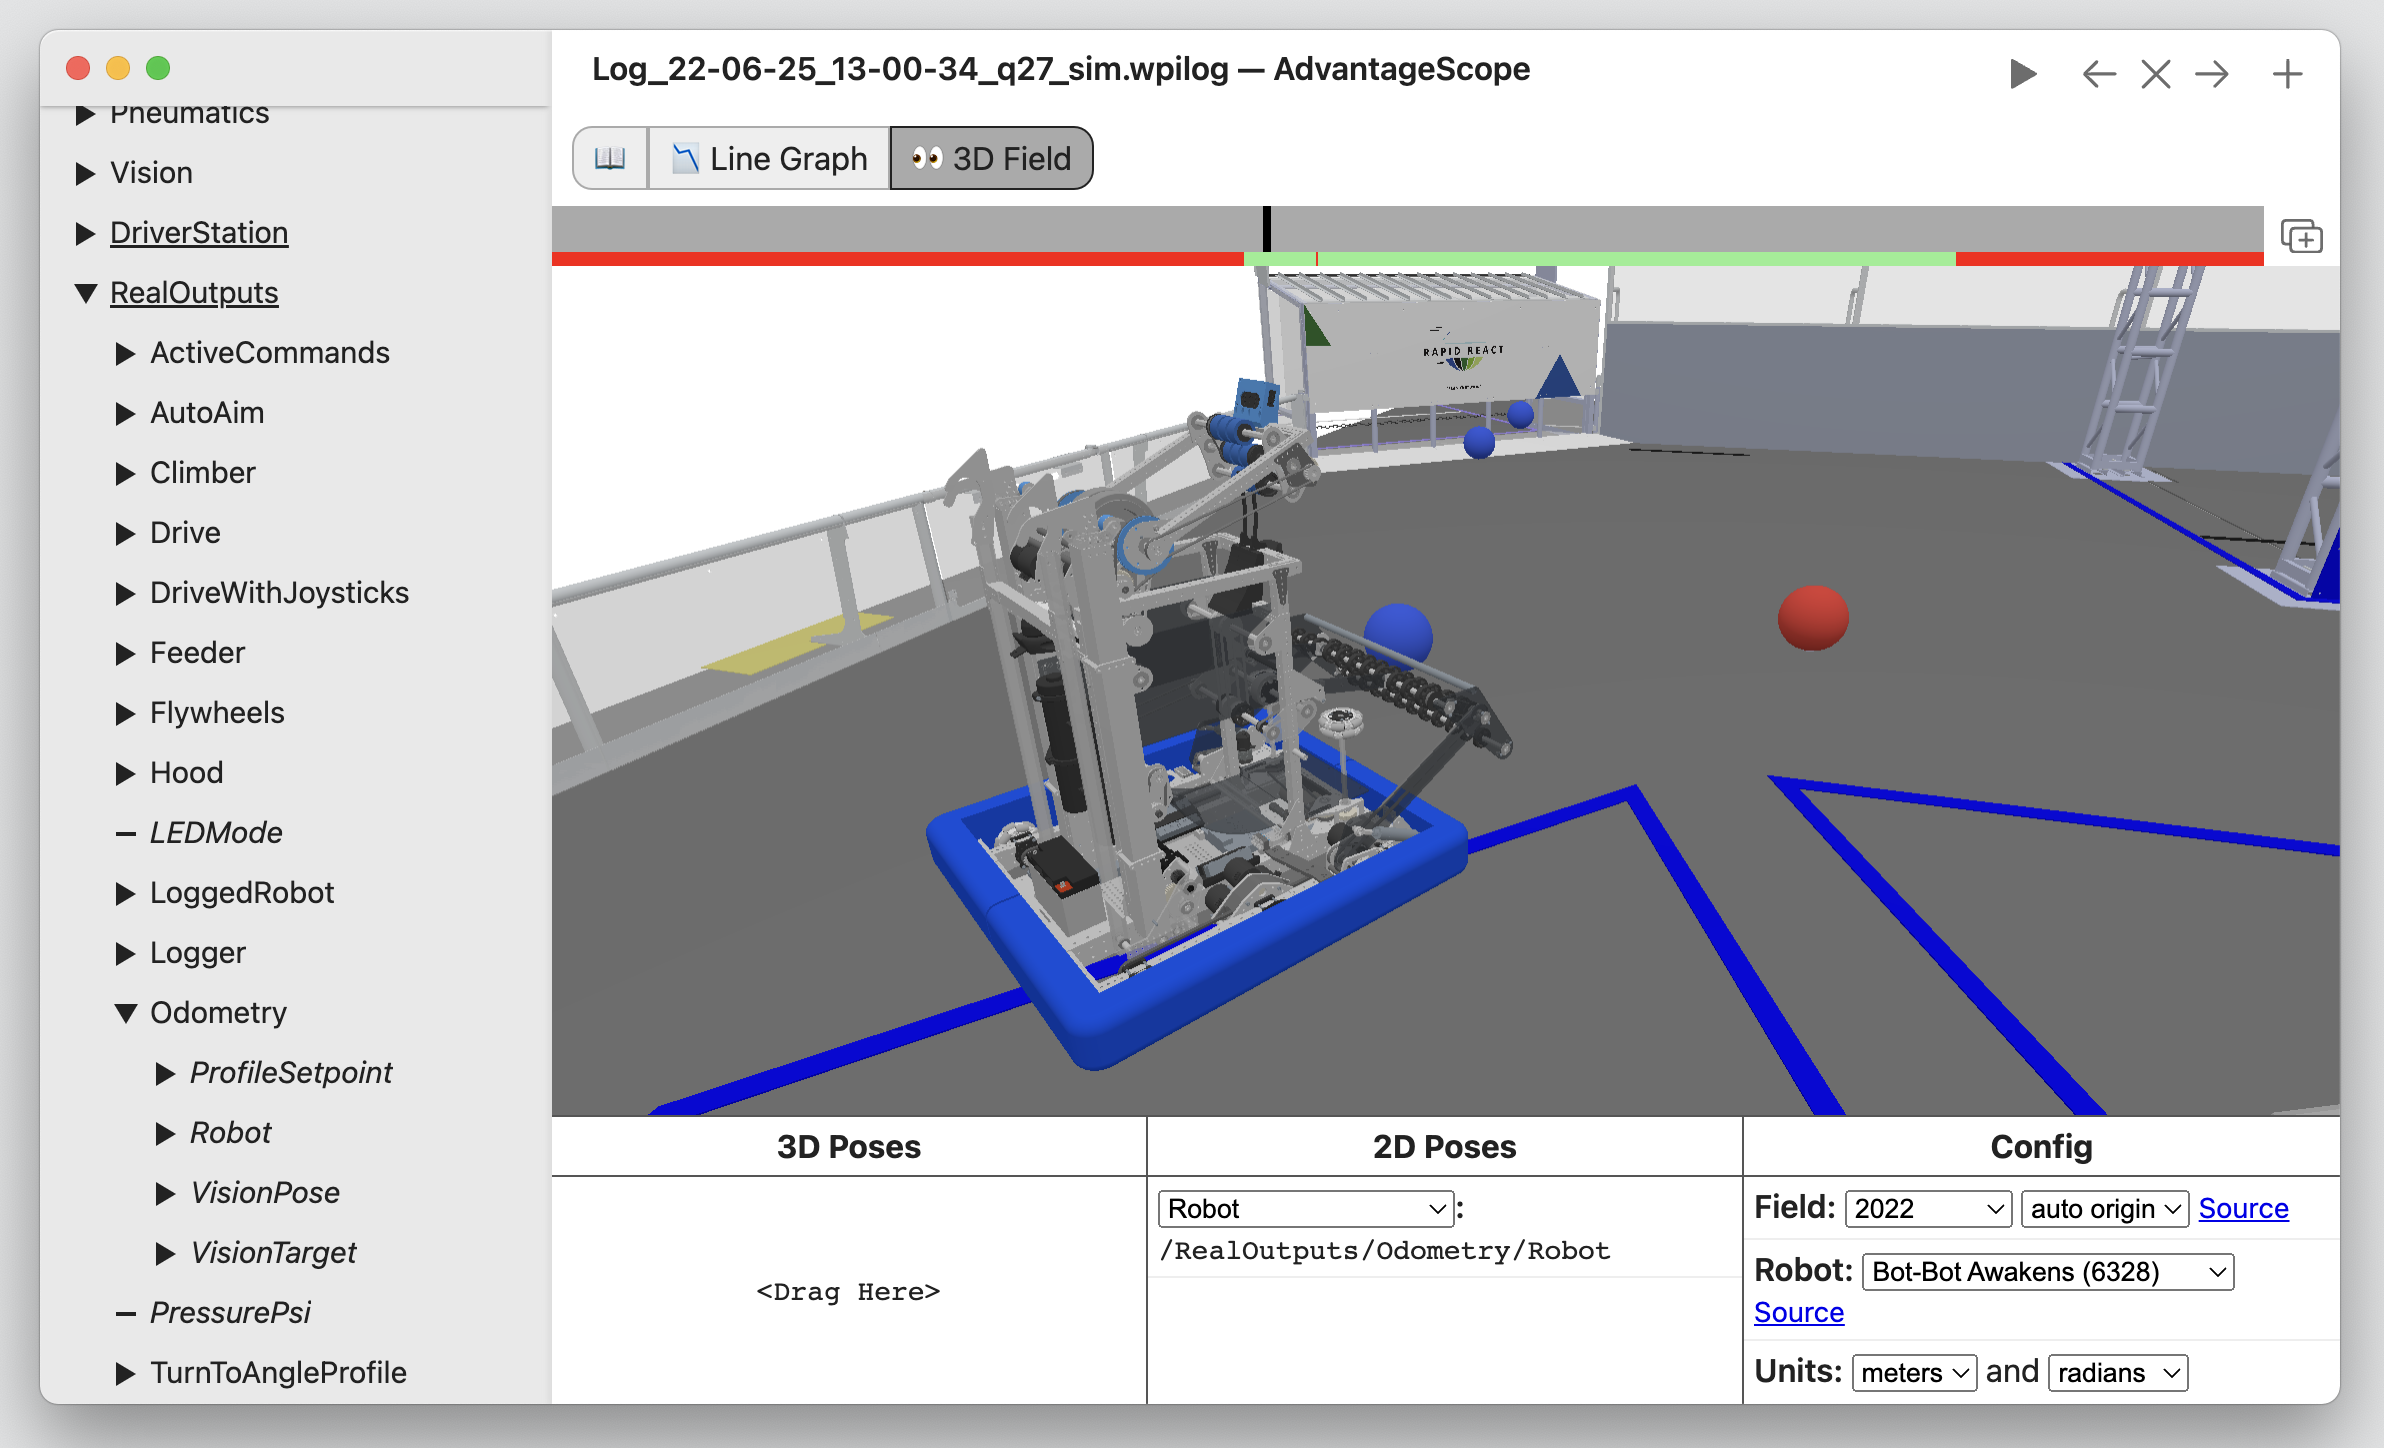 Log_22-06-25_13-00-34_q27_sim.wpilog — AdvantageScope
Pneumatics
Vision
DriverStation
RealOutputs
ActiveCommands
AutoAim
Climber
Drive
DriveWithJoysticks
Feeder
Flywheels
Hood
LEDMode
LoggedRobot
Logger
Odometry
ProfileSetpoint
Robot
VisionPose
VisionTarget
PressurePsi
TurnToAngleProfile
Line Graph
3D Field
RAPID REACT
3D Poses
<Drag Here>
2D Poses
Robot:
/RealOutputs/Odometry/Robot
Config
Field: 2022 auto origin Source
Robot: Bot-Bot Awakens (6328)
Source
Units: meters and radians